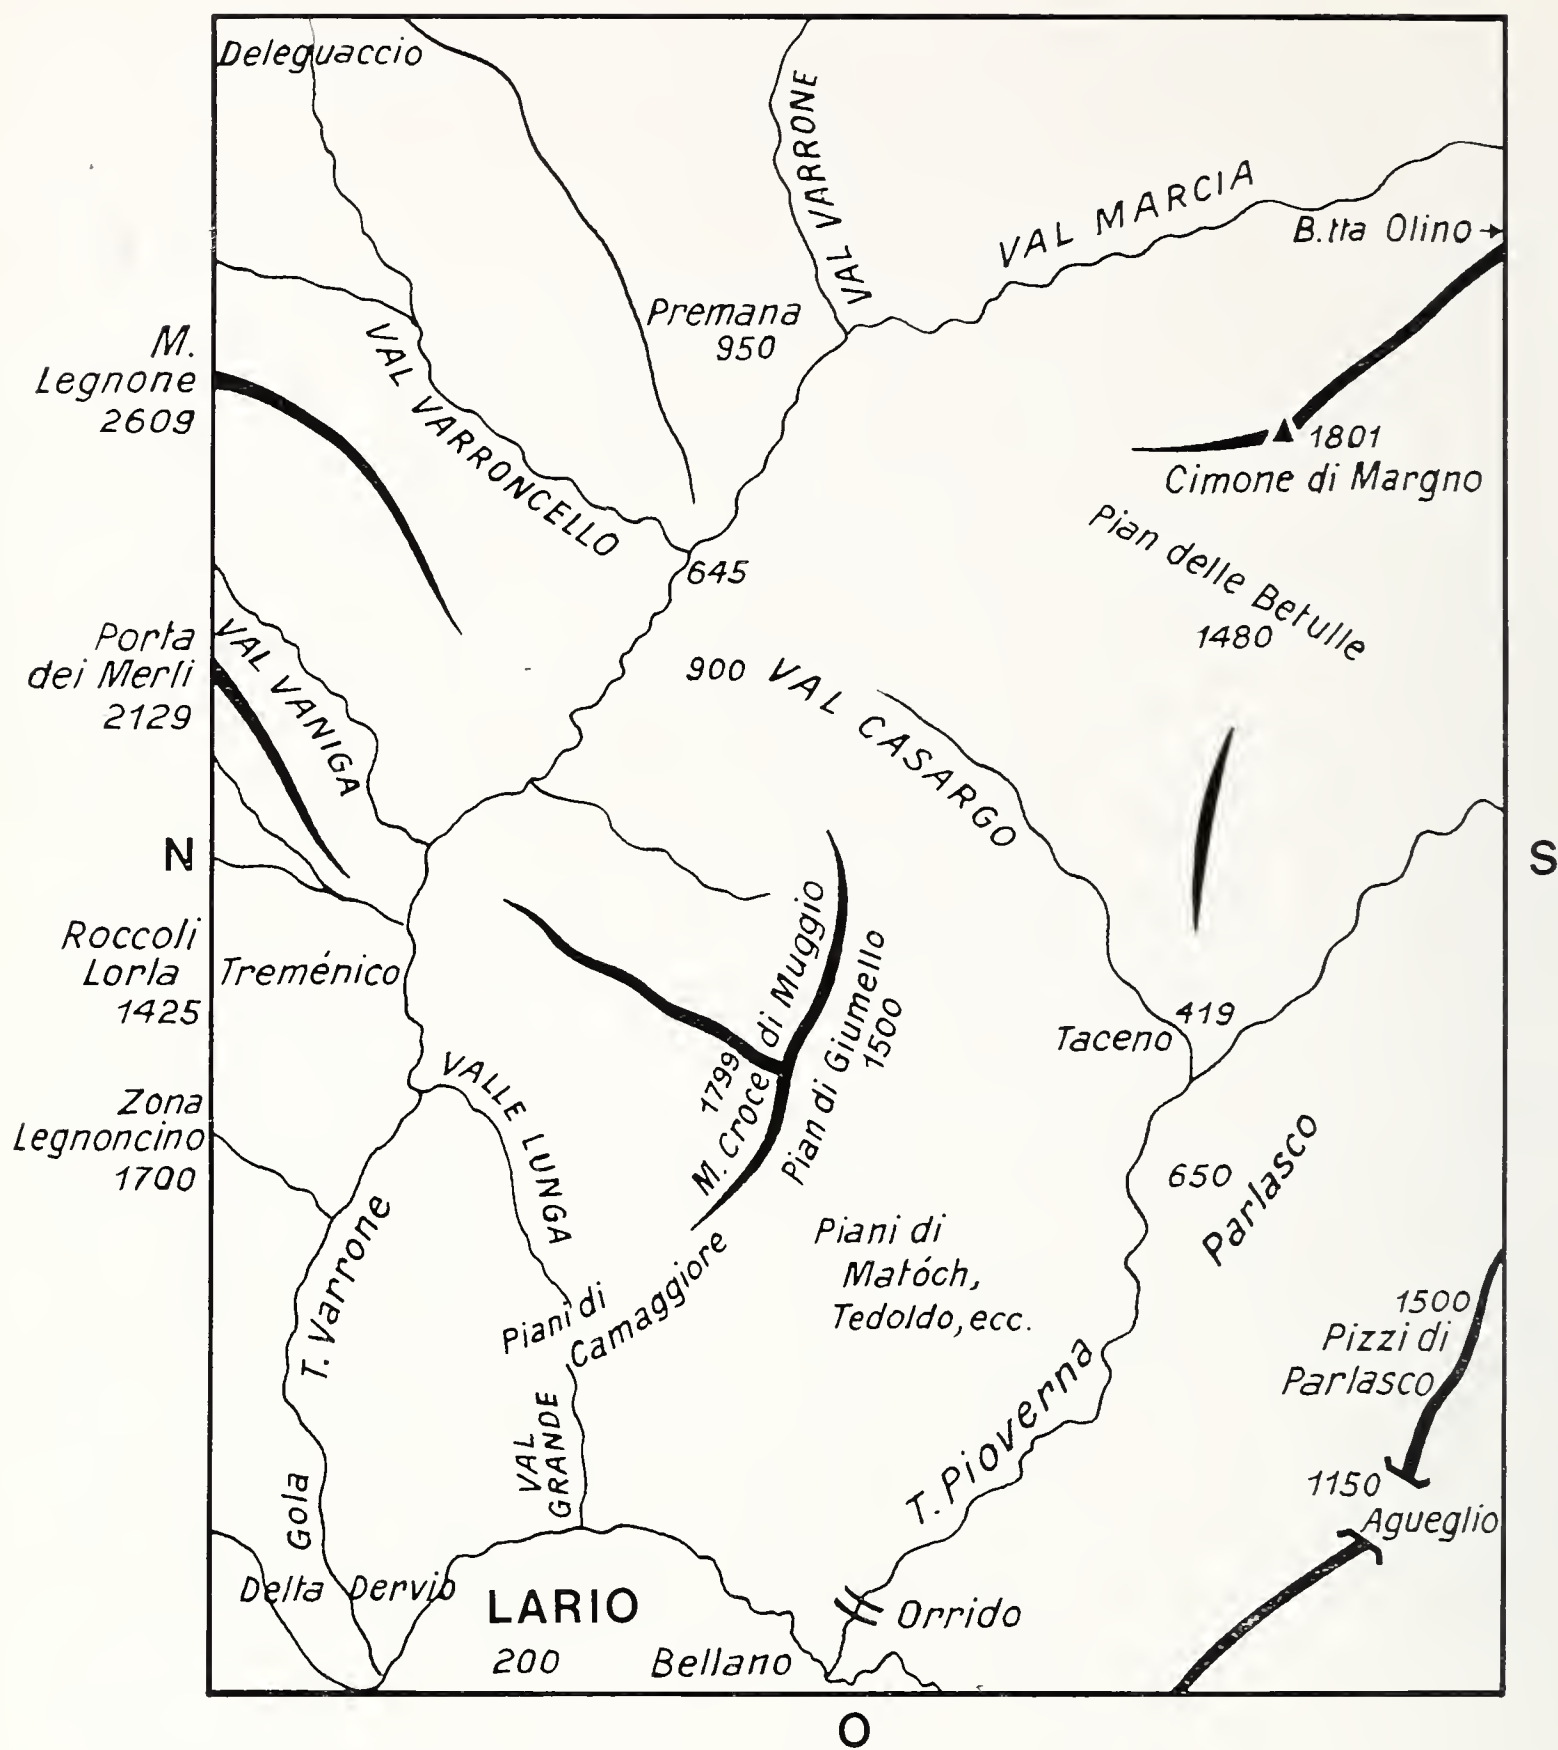 Deleguaccio
VAL VARRONE
VAL MARCIA
B.tta Olino
Premana
950
M.
Legnone
2609
VAL VARRONCELLO
1801
Cimone di Margno
Pian delle Betulle
1480
645
Porta
dei Merli
2129
VAL VANIGA
900
VAL CASARGO
N
S
Roccoli
Lorla
1425
Treménico
1799
M. Croce di Muggio
Pian di Giumello
1500
419
Taceno
VALLE LUNGA
Zona
Legnoncino
1700
650
Parlasco
T. Varrone
Piani di
Camaggiore
Piani di
Matóch,
Tedoldo, ecc.
1500
Pizzi di
Parlasco
VAL
GRANDE
T. Pioverna
1150
Agueglio
Gola
Delta Dervio
LARIO
200
Bellano
Orrido
O